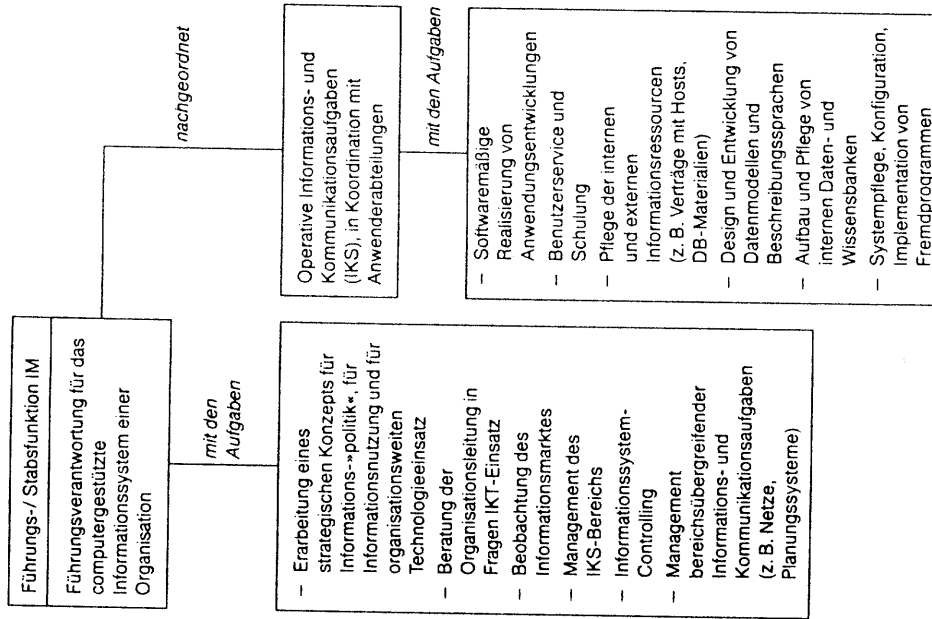 Führungs-/ Stabsfunktion IM
Führungsverantwortung für das
computergestützte
Informationssystem einer
Organisation
mit den
Aufgaben
– Erarbeitung eines
strategischen Konzepts für
Informations-»politik«, für
Informationsnutzung und für
organisationsweiten
Technologieeinsatz
– Beratung der
Organisationsleitung in
Fragen IKT-Einsatz
– Beobachtung des
Informationsmarktes
– Management des
IKS-Bereichs
– Informationssystem-
Controlling
– Management
bereichsübergreifender
Informations- und
Kommunikationsaufgaben
(z. B. Netze,
Planungssysteme)
nachgeordnet
Operative Informations- und
Kommunikationsaufgaben
(IKS), in Koordination mit
Anwenderabteilungen
mit den Aufgaben
– Softwaremäßige
Realisierung von
Anwendungsentwicklungen
– Benutzerservice und
Schulung
– Pflege der internen
und externen
Informationsressourcen
(z. B. Verträge mit Hosts,
DB-Materialien)
– Design und Entwicklung von
Datenmodellen und
Beschreibungssprachen
– Aufbau und Pflege von
internen Daten- und
Wissensbanken
– Systempflege, Konfiguration,
Implementation von
Fremdprogrammen